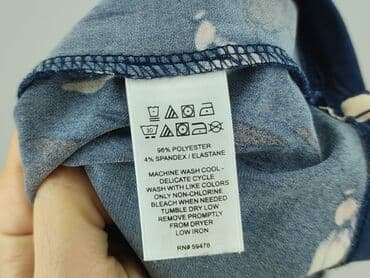 30
96% POLYESTER
4% SPANDEX / ELASTANE
MACHINE WASH COOL -
DELICATE CYCLE
WASH WITH LIKE COLORS
ONLY NON-CHLORINE
BLEACH WHEN NEEDED
TUMBLE DRY LOW
REMOVE PROMPTLY
FROM DRYER
LOW IRON
RN# 59476